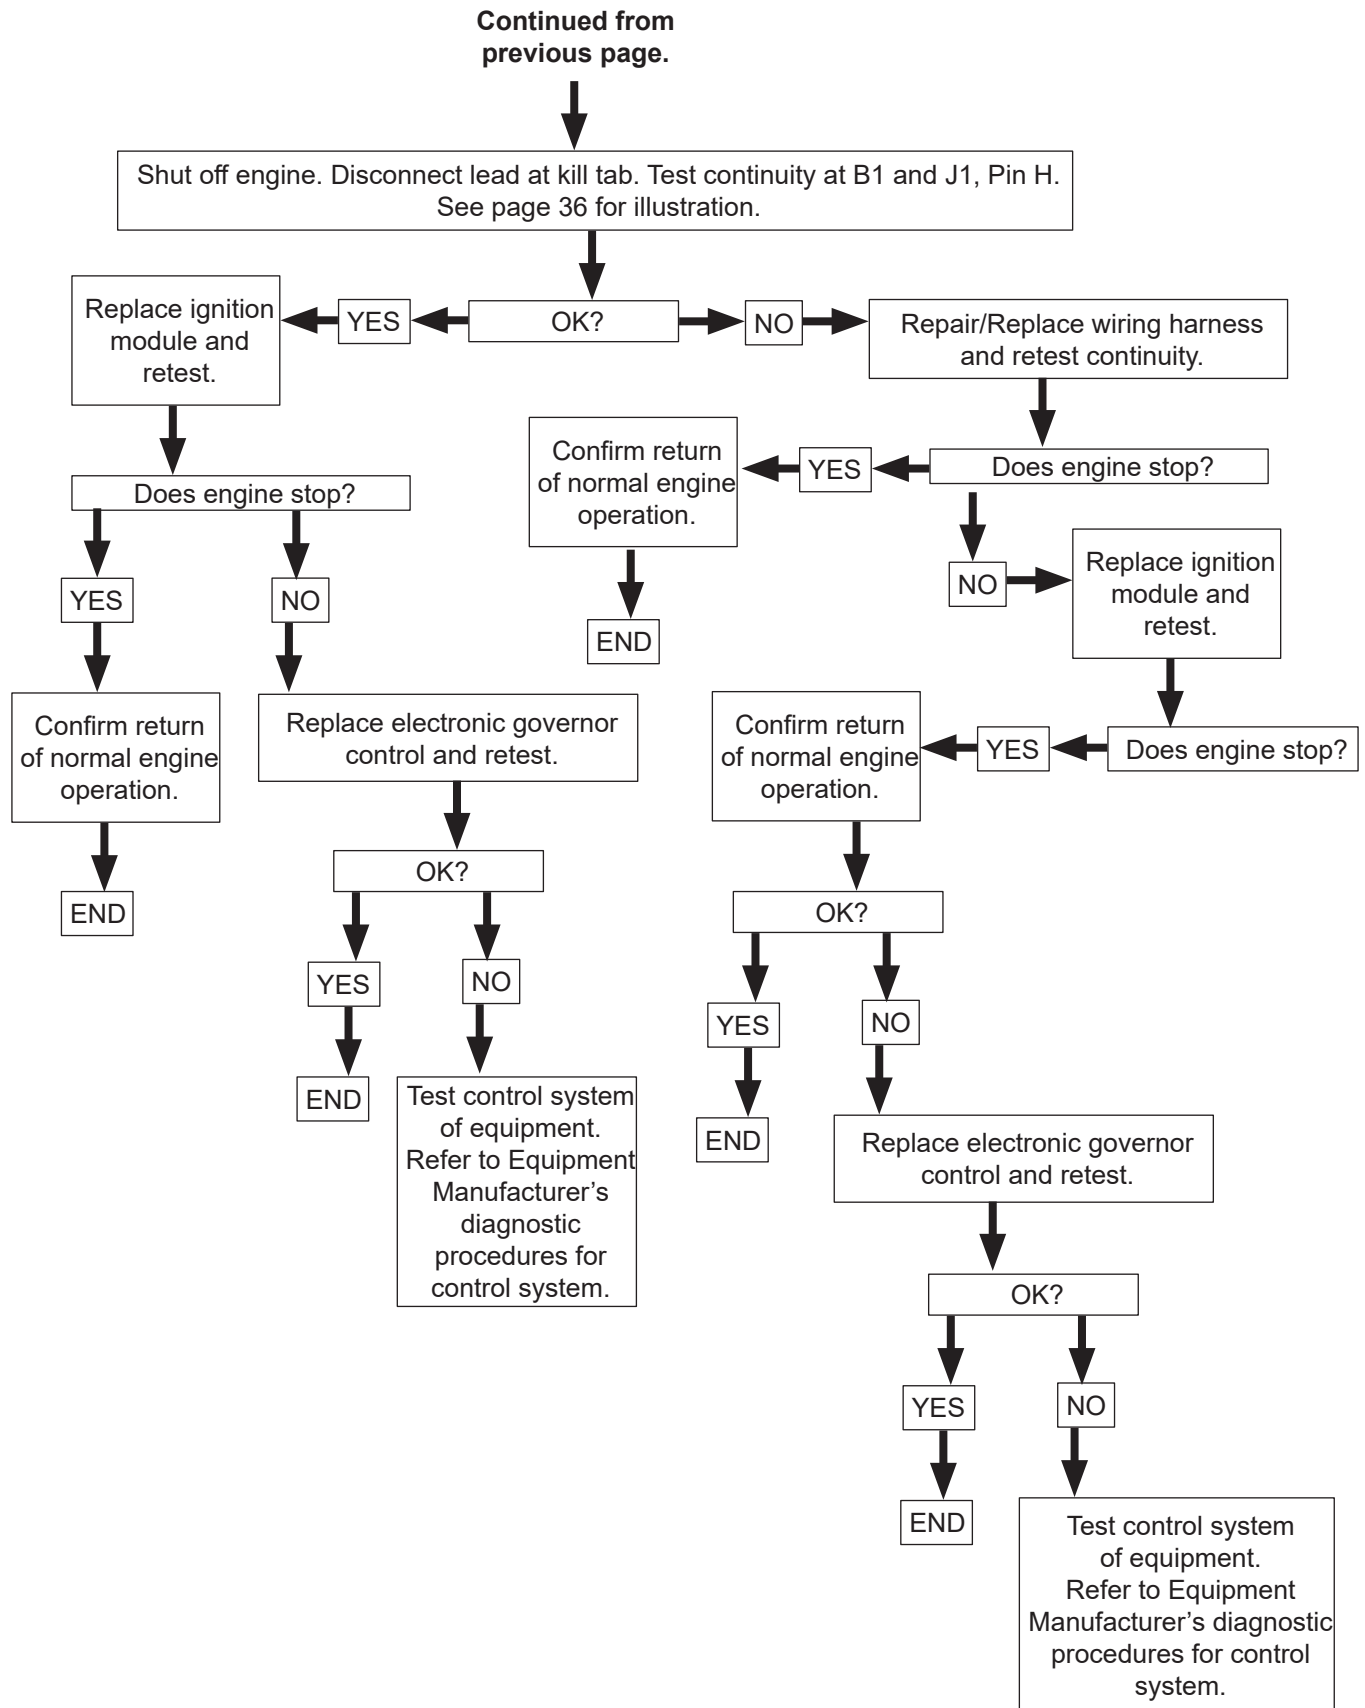 Continued from
previous page.
Shut off engine. Disconnect lead at kill tab. Test continuity at B1 and J1, Pin H.
See page 36 for illustration.
Replace ignition
module and
retest.
YES
OK?
NO
Repair/Replace wiring harness
and retest continuity.
Confirm return
of normal engine
operation.
YES
Does engine stop?
Does engine stop?
YES
NO
END
NO
Replace ignition
module and
retest.
Confirm return
of normal engine
operation.
Replace electronic governor
control and retest.
Confirm return
of normal engine
operation.
YES
Does engine stop?
END
OK?
OK?
YES
NO
YES
NO
END
Test control system
of equipment.
Refer to Equipment
Manufacturer’s
diagnostic
procedures for
control system.
END
Replace electronic governor
control and retest.
OK?
YES
NO
END
Test control system
of equipment.
Refer to Equipment
Manufacturer’s diagnostic
procedures for control
system.